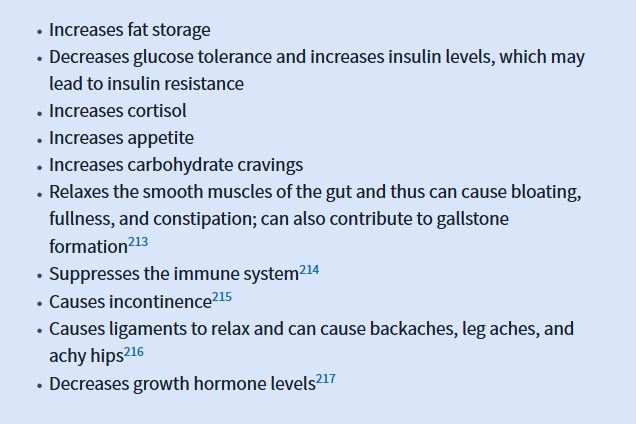 • Increases fat storage
• Decreases glucose tolerance and increases insulin levels, which may
lead to insulin resistance
• Increases cortisol
• Increases appetite
• Increases carbohydrate cravings
• Relaxes the smooth muscles of the gut and thus can cause bloating,
fullness, and constipation; can also contribute to gallstone
formation213
• Suppresses the immune system214
• Causes incontinence215
• Causes ligaments to relax and can cause backaches, leg aches, and
achy hips216
• Decreases growth hormone levels217